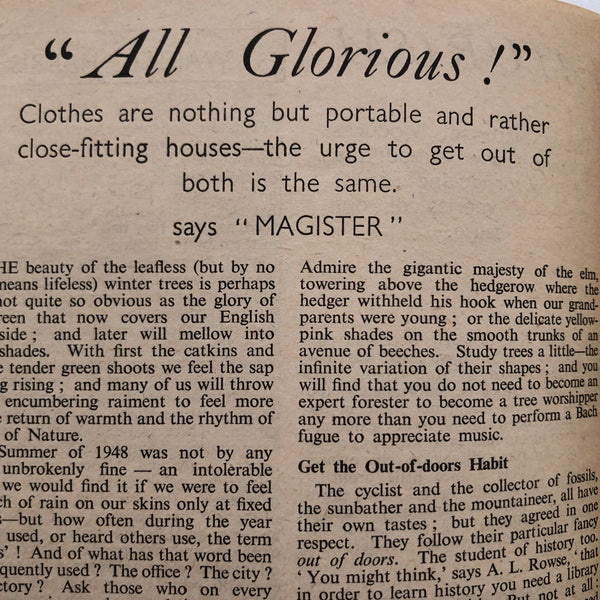 “All Glorious!”
Clothes are nothing but portable and rather
close-fitting houses—the urge to get out of
both is the same.
says “MAGISTER”
HE beauty of the leafless (but by no
means lifeless) winter trees is perhaps
not quite so obvious as the glory of
reen that now covers our English
side; and later will mellow into
shades. With first the catkins and
e tender green shoots we feel the sap
g rising; and many of us will throw
encumbering raiment to feel more
e return of warmth and the rhythm of
of Nature.
Summer of 1948 was not by any
unbrokenly fine — an intolerable
we would find it if we were to feel
ch of rain on our skins only at fixed
s—but how often during the year
used, or heard others use, the term
s’! And of what has that word been
quently used? The office? The city?
ctory? Ask those who on every
Admire the gigantic majesty of the elm,
towering above the hedgerow where the
hedger withheld his hook when our grand-
parents were young; or the delicate yellow-
pink shades on the smooth trunks of an
avenue of beeches. Study trees a little—the
infinite variation of their shapes; and you
will find that you do not need to become an
expert forester to become a tree worshipper
any more than you need to perform a Bach
fugue to appreciate music.
Get the Out-of-doors Habit
The cyclist and the collector of fossils,
the sunbather and the mountaineer, all have
their own tastes; but they agreed in one
respect. They follow their particular fancy
out of doors. The student of history too.
‘You might think,’ says A. L. Rowse, ‘that
in order to learn history you need a library
But not at all: